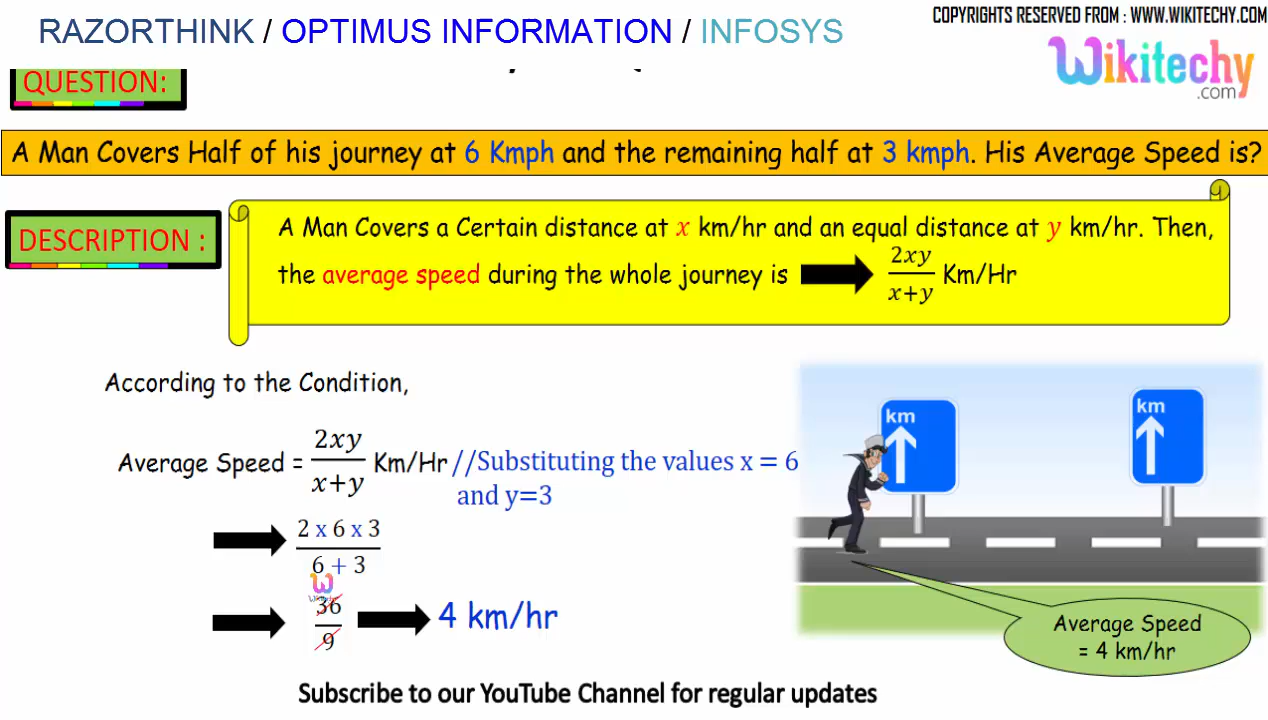 RAZORTHINK / OPTIMUS INFORMATION / INFOSYS
COPYRIGHTS RESERVED FROM : WWW.WIKITECHY.COM
Wikitechy
.com
QUESTION:
A Man Covers Half of his journey at 6 Kmph and the remaining half at 3 kmph. His Average Speed is?
DESCRIPTION :
A Man Covers a Certain distance at x km/hr and an equal distance at y km/hr. Then,
the average speed during the whole journey is 2xy/x+y Km/Hr
According to the Condition,
Average Speed = 2xy/x+y Km/Hr //Substituting the values x = 6
and y=3
2 x 6 x 3
6 + 3
36
9
4 km/hr
km
km
Average Speed
= 4 km/hr
Subscribe to our YouTube Channel for regular updates